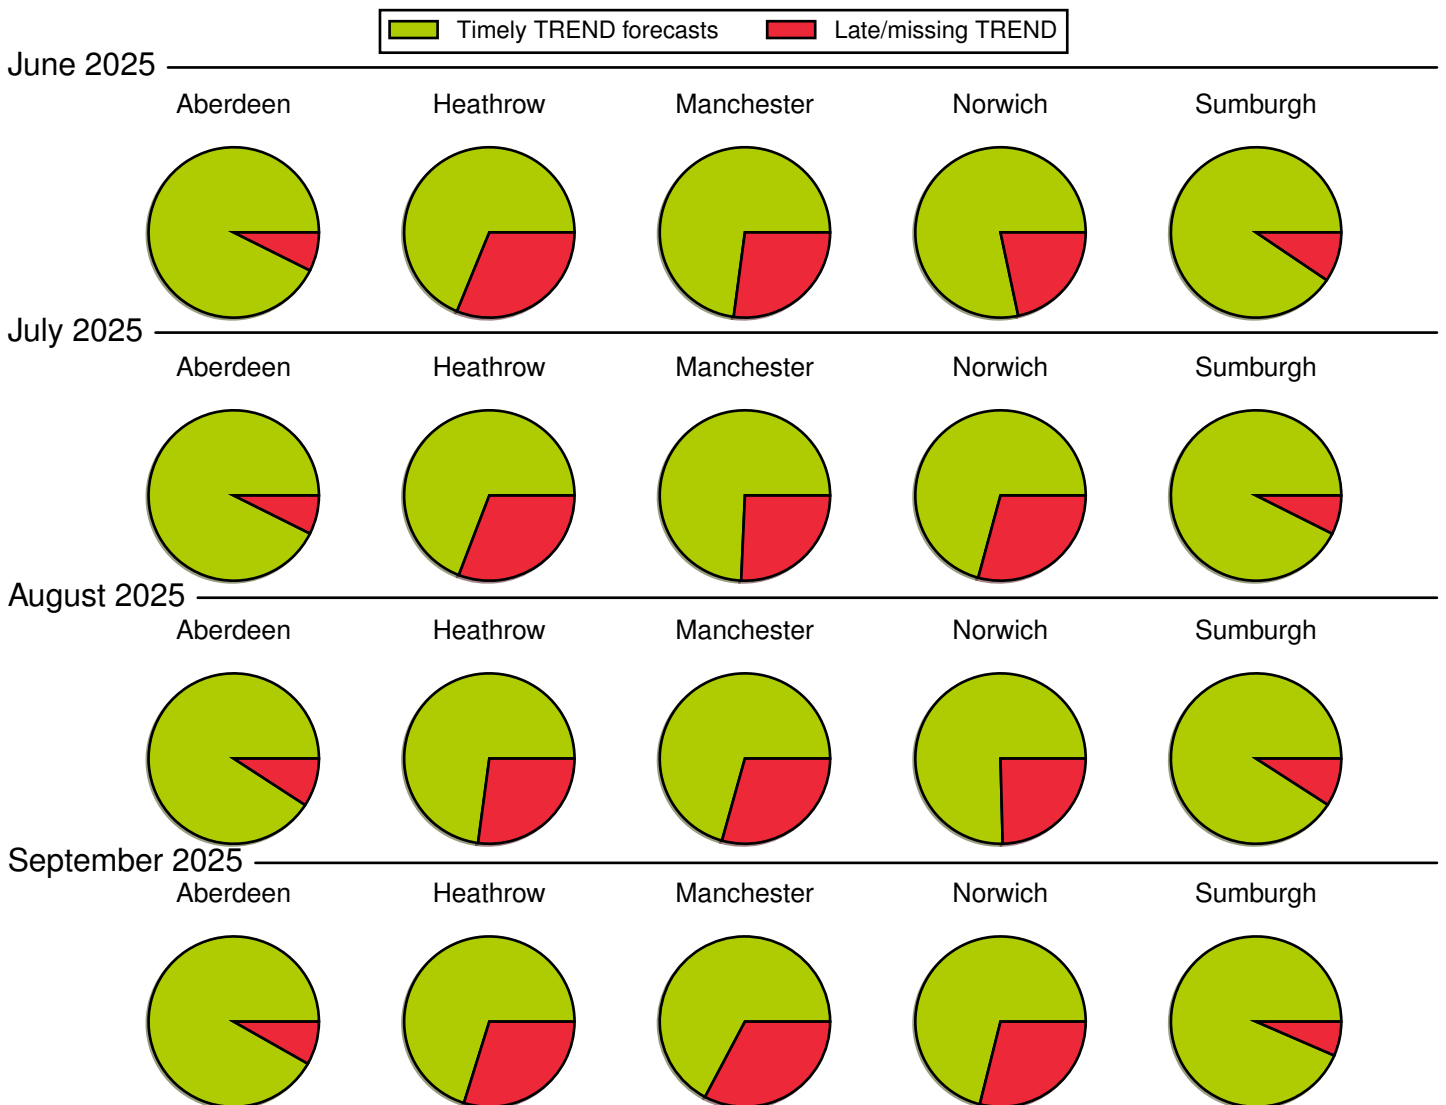 Timely TREND forecasts Late/missing TREND
June 2025
Aberdeen Heathrow Manchester Norwich Sumburgh
July 2025
Aberdeen Heathrow Manchester Norwich Sumburgh
August 2025
Aberdeen Heathrow Manchester Norwich Sumburgh
September 2025
Aberdeen Heathrow Manchester Norwich Sumburgh